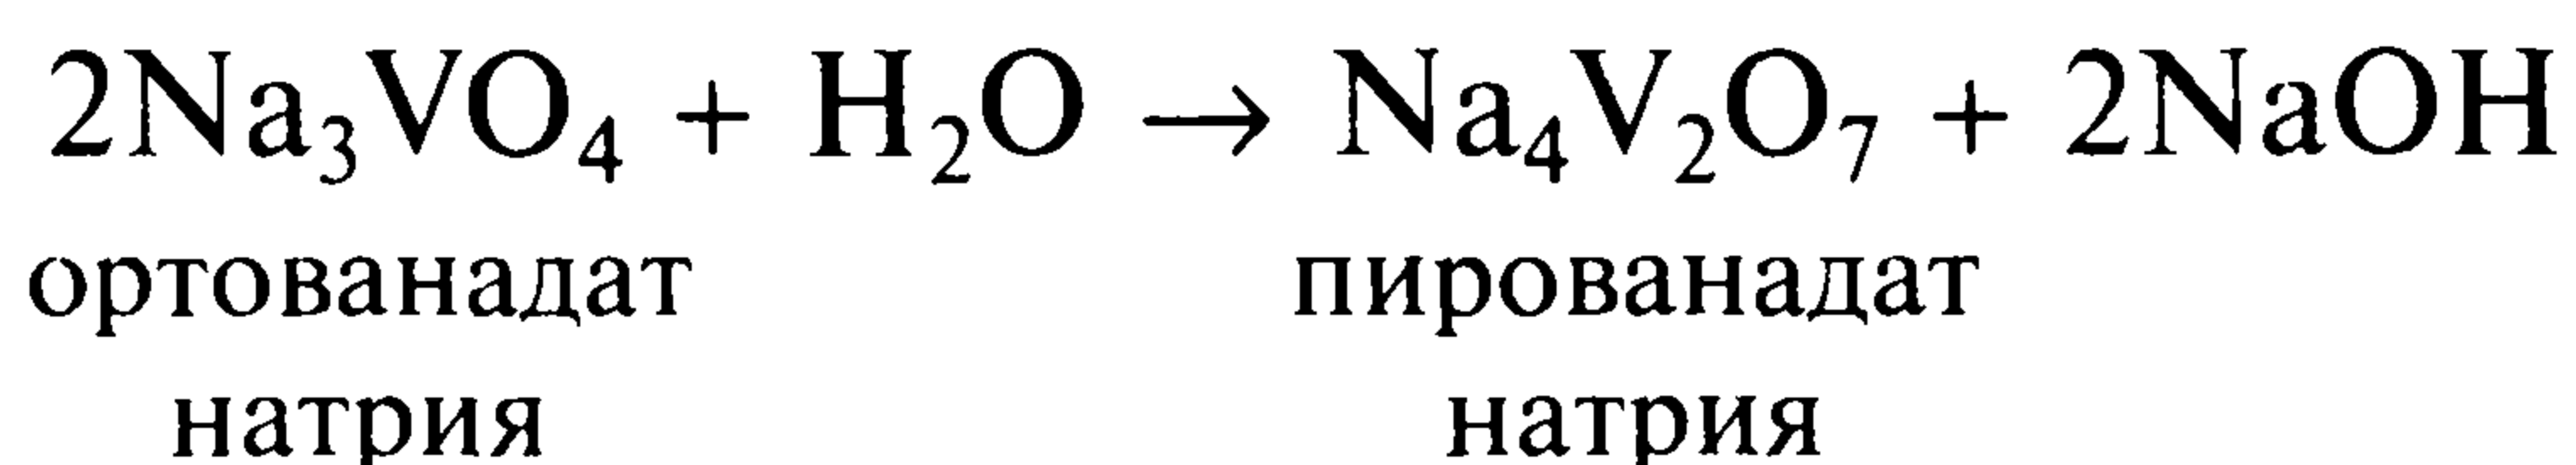 2Na₃VO₄ + H₂O → Na₄V₂O₇ + 2NaOH
ортованадат пированадат
натрия натрия